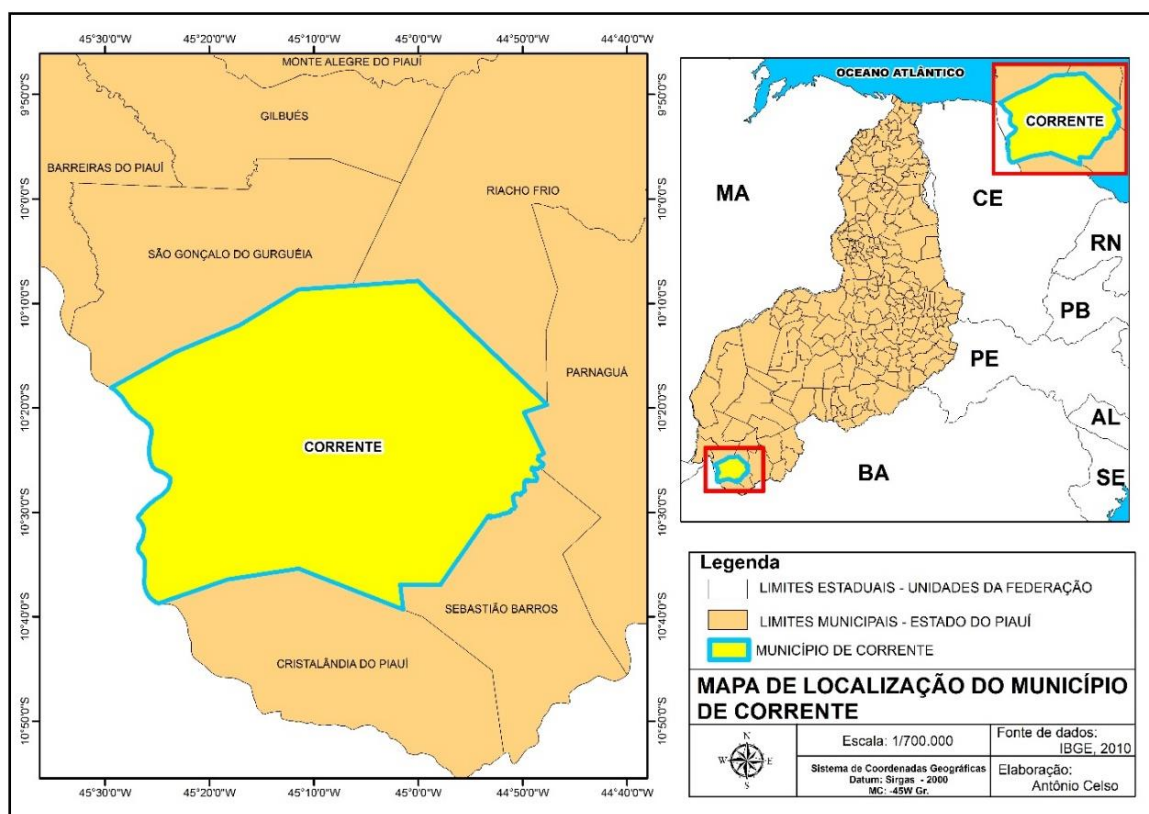 45°30'0"W 45°20'0"W 45°10'0"W 45°0'0"W 44°50'0"W 44°40'0"W
MONTE ALEGRE DO PIAUÍ
9°50'0"S
9°50'0"S
GILBUÉS
BARREIRAS DO PIAUÍ
RIACHO FRIO
10°0'0"S
10°0'0"S
SÃO GONÇALO DO GURGUÉIA
10°10'0"S
10°10'0"S
PARNAGUÁ
10°20'0"S
10°20'0"S
CORRENTE
10°30'0"S
10°30'0"S
SEBASTIÃO BARROS
10°40'0"S
10°40'0"S
CRISTALÂNDIA DO PIAUÍ
10°50'0"S
10°50'0"S
45°30'0"W 45°20'0"W 45°10'0"W 45°0'0"W 44°50'0"W 44°40'0"W
OCEANO ATLÂNTICO
CORRENTE
MA
CE
RN
PB
PE
AL
BA
SE
Legenda
LIMITES ESTADUAIS - UNIDADES DA FEDERAÇÃO
LIMITES MUNICIPAIS - ESTADO DO PIAUÍ
MUNICÍPIO DE CORRENTE
MAPA DE LOCALIZAÇÃO DO MUNICÍPIO
DE CORRENTE
N
W E
S
Escala: 1/700.000
Sistema de Coordenadas Geográficas
Datum: Sirgas - 2000
MC: -45W Gr.
Fonte de dados:
IBGE, 2010
Elaboração:
Antônio Celso